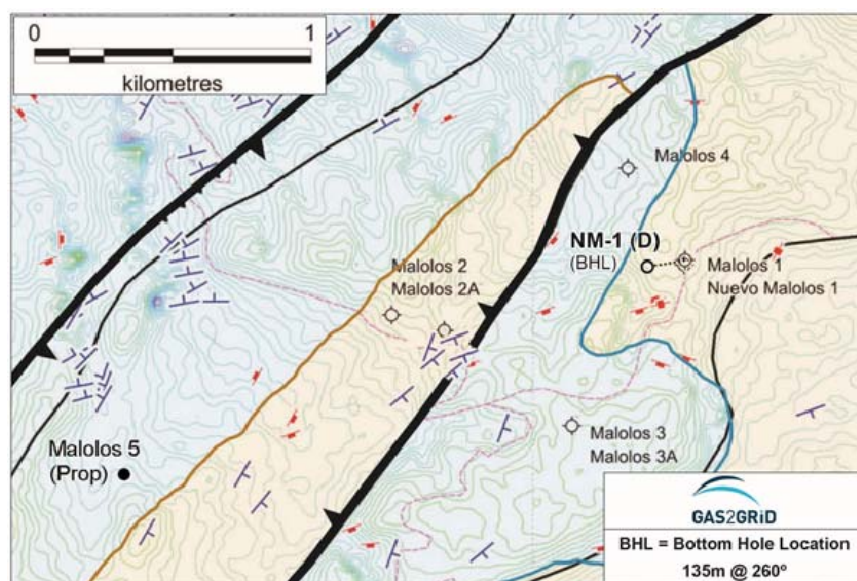 0 1
kilometres
Malolos 4
NM-1 (D)
(BHL)
Malolos 2
Malolos 2A
Malolos 1
Nuevo Malolos 1
Malolos 5
(Prop)
Malolos 3
Malolos 3A
GAS2GRiD
BHL = Bottom Hole Location
135m @ 260°